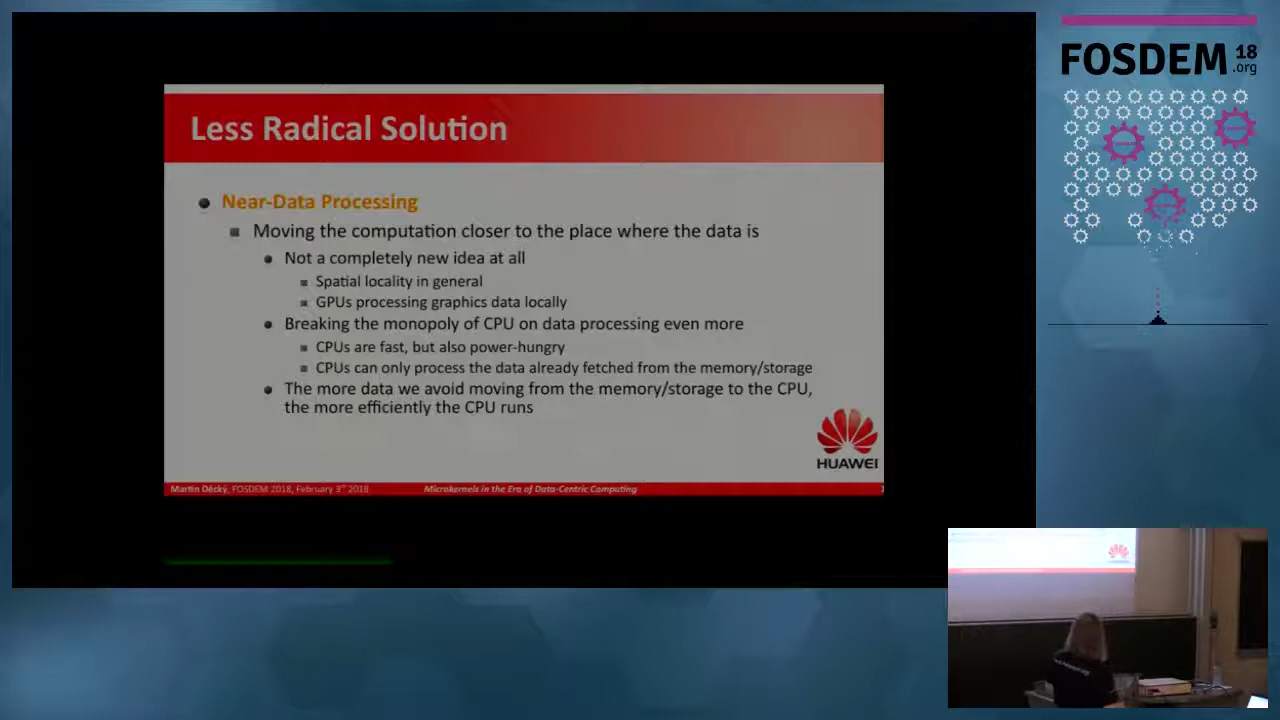 FOSDEM 18
.org
Less Radical Solution
Near-Data Processing
Moving the computation closer to the place where the data is
Not a completely new idea at all
Spatial locality in general
GPUs processing graphics data locally
Breaking the monopoly of CPU on data processing even more
CPUs are fast, but also power-hungry
CPUs can only process the data already fetched from the memory/storage
The more data we avoid moving from the memory/storage to the CPU,
the more efficiently the CPU runs
HUAWEI
Martin Děcký, FOSDEM 2018, February 3rd 2018 Microkernels in the Era of Data-Centric Computing